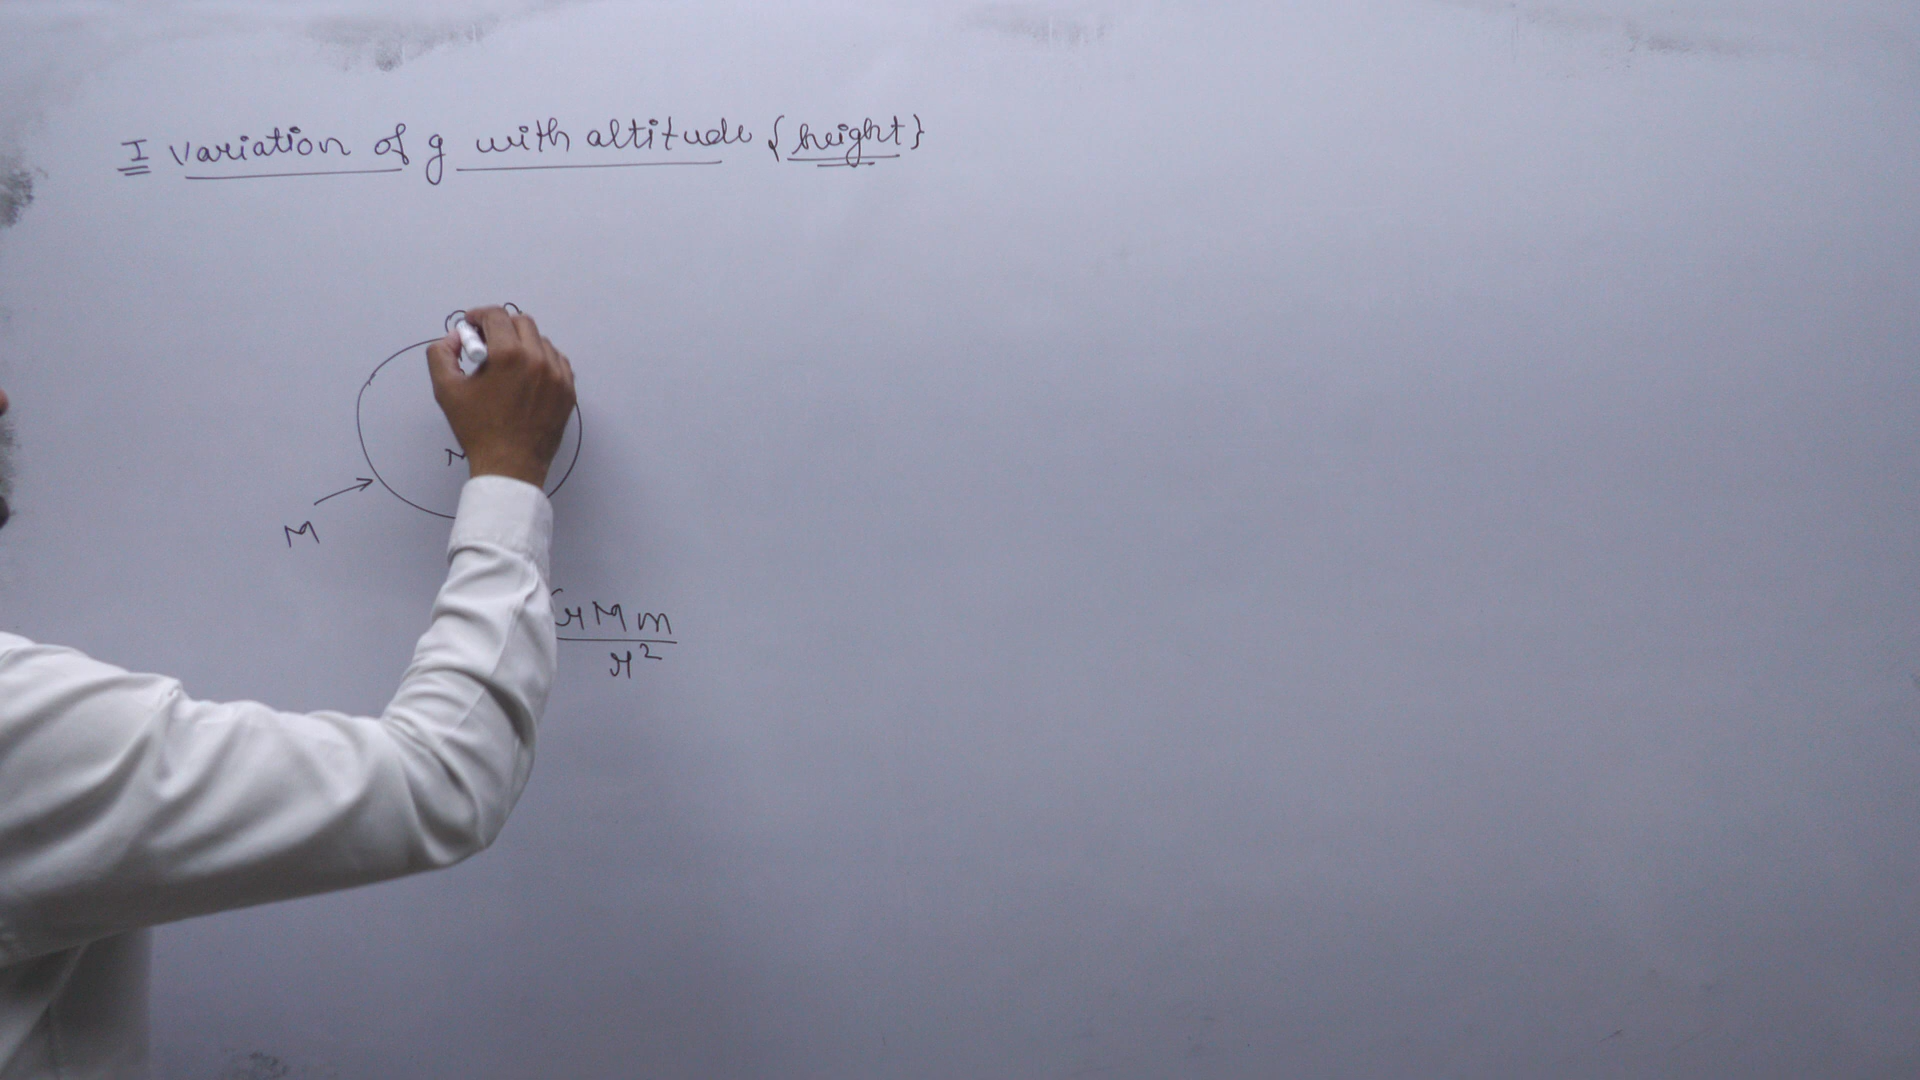 I Variation of g with altitude {height}
M
GMm
r²